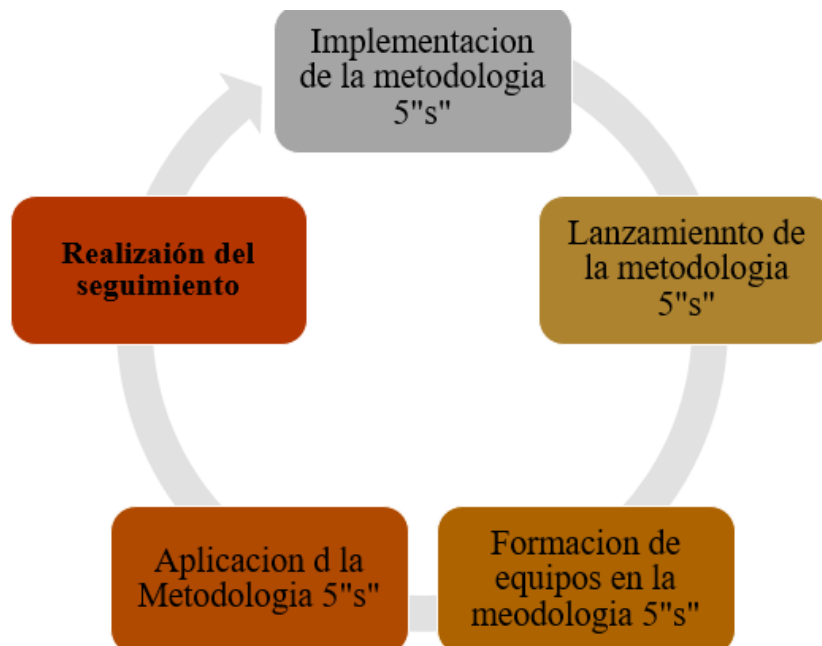 Implementacion
de la metodologia
5"s"
Lanzamiennto de
la metodologia
5"s"
Formacion de
equipos en la
meodologia 5"s"
Aplicacion d la
Metodologia 5"s"
Realizaión del
seguimiento